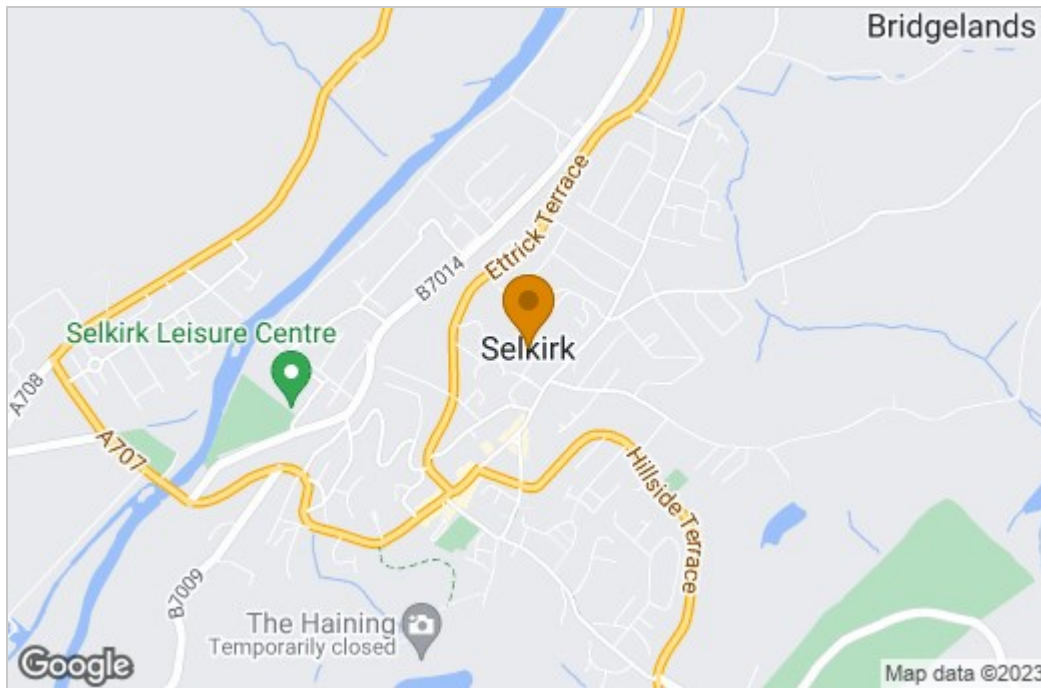 Bridgelands
Ettrick Terrace
B7014
Selkirk
Selkirk Leisure Centre
A708
A707
Hillside Terrace
B7009
The Haining
Temporarily closed
Google
Map data ©2023